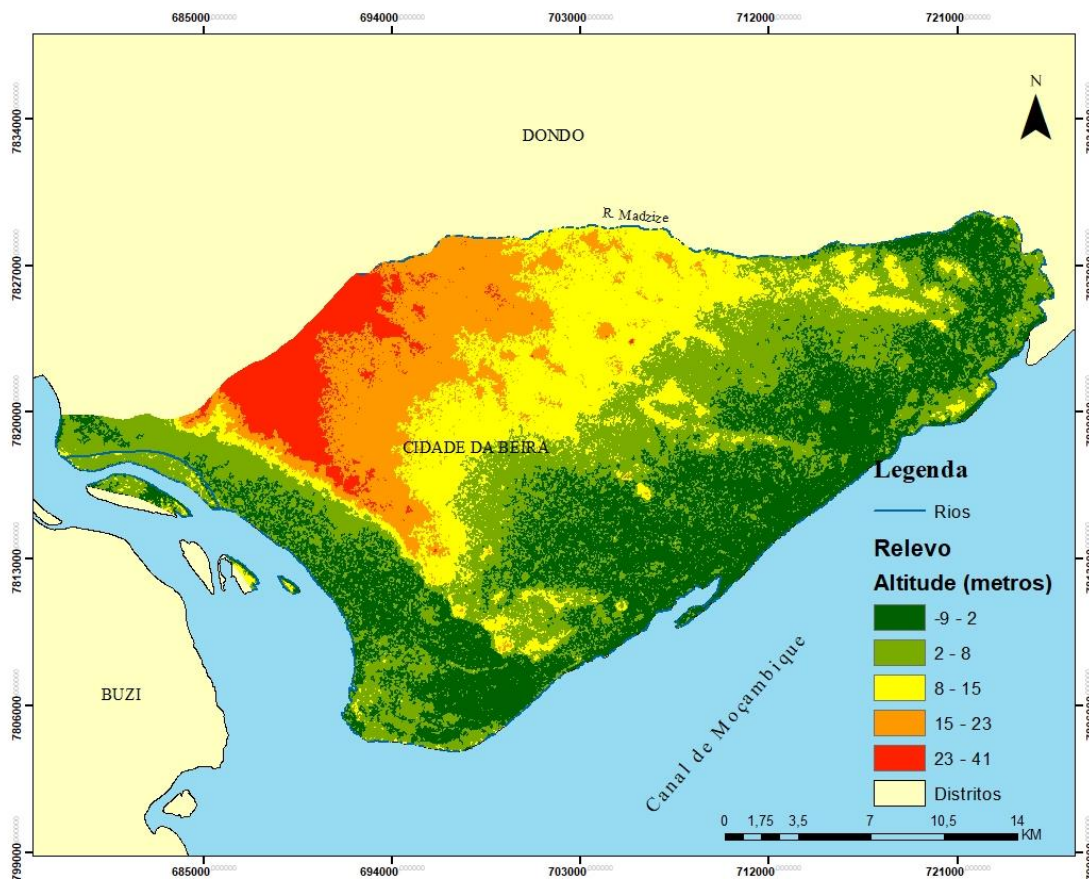 685000 694000 703000 712000 721000
N
DONDO
R. Madzize
CIDADE DA BEIRA
BUZI
Canal de Moçambique
Legenda
Rios
Relevo
Altitude (metros)
-9 - 2
2 - 8
8 - 15
15 - 23
23 - 41
Distritos
0 1,75 3,5 7 10,5 14
KM
7834000
7827000
7820000
7813000
7806000
7799000
685000 694000 703000 712000 721000